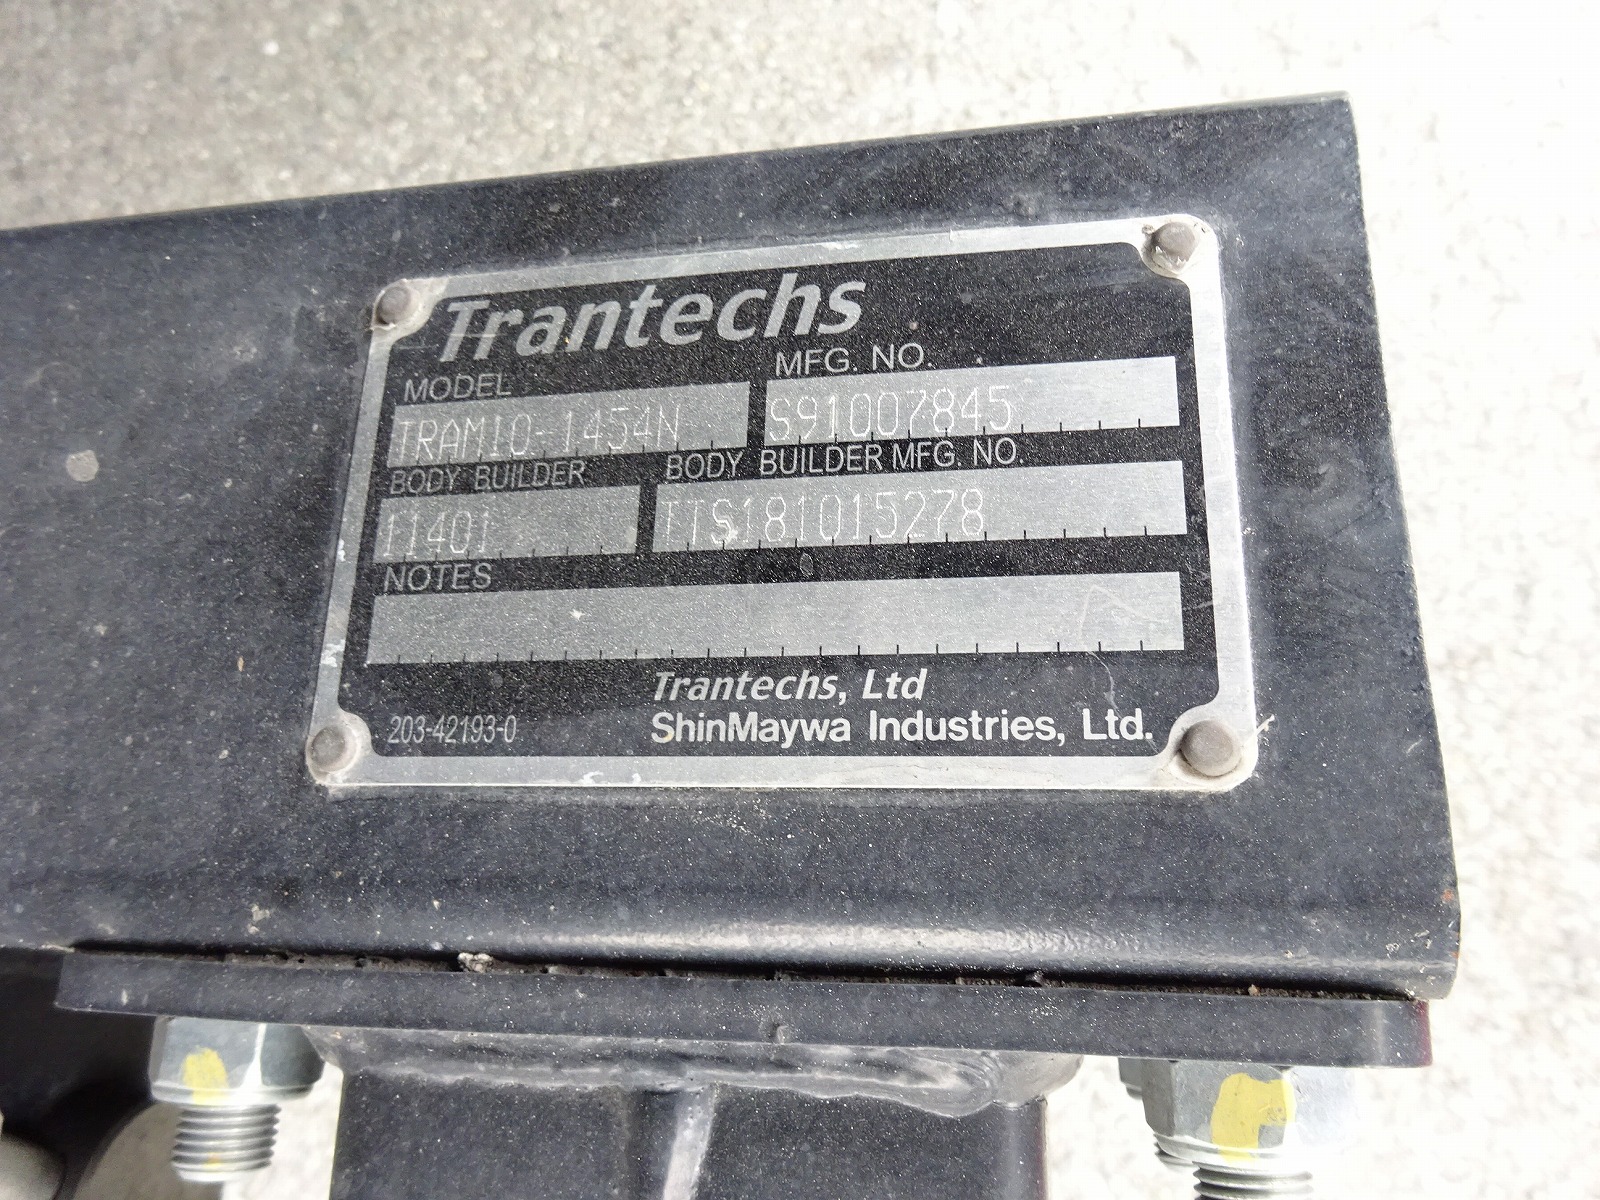 Trantechs
MODEL MFG. NO.
TRAM10-1454N S91007845
BODY BUILDER BODY BUILDER MFG. NO.
11401 TTS181015278
NOTES
Trantechs, Ltd
203-42193-0 ShinMaywa Industries, Ltd.